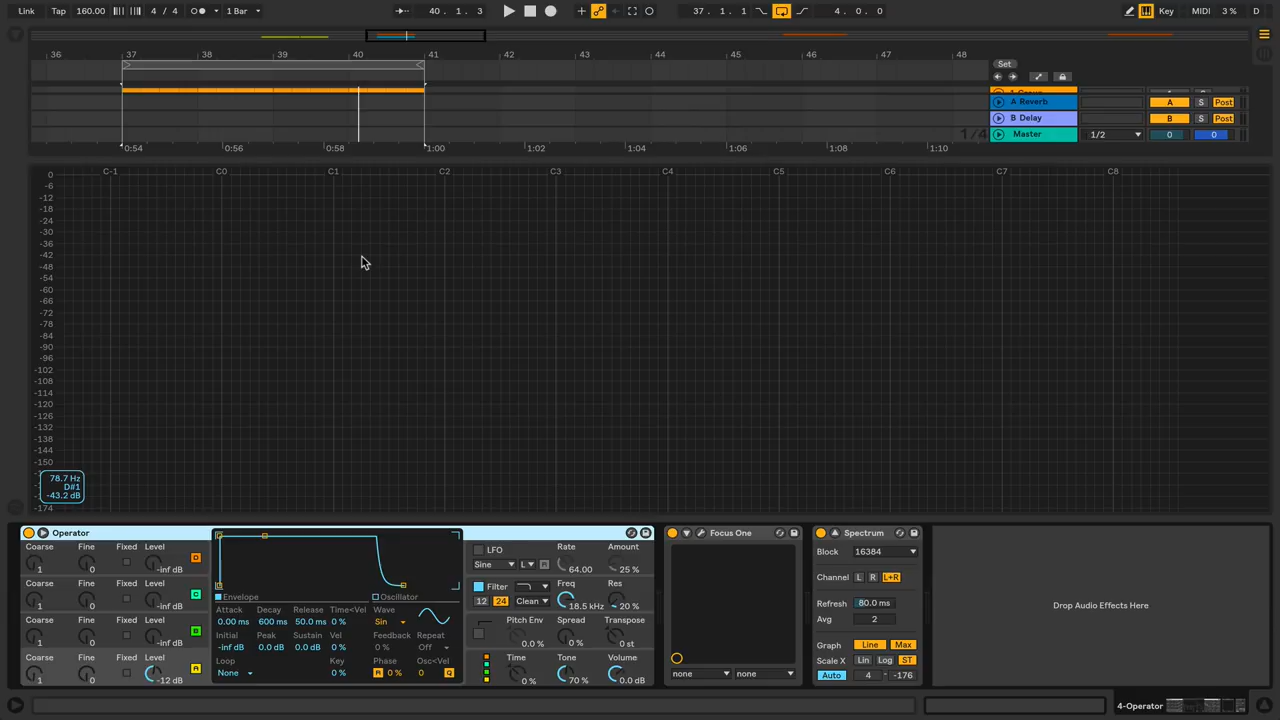 Link Tap 160.00 4 / 4 1 Bar 40 . 1 . 3 37 . 1 . 1 4 . 0 . 0 Key MIDI 3 % D
36 37 38 39 40 41 42 43 44 45 46 47 48
Set
A Reverb A S Post
B Delay B S Post
1/4 Master 1/2 0 0
0:54 0:56 0:58 1:00 1:02 1:04 1:06 1:08 1:10
C-1 C0 C1 C2 C3 C4 C5 C6 C7 C8
0
-6
-12
-18
-24
-30
-36
-42
-48
-54
-60
-66
-72
-78
-84
-90
-96
-102
-108
-114
-120
-126
-132
-138
-144
-150
78.7 Hz
D#1
-43.2 dB
-174
Operator
Coarse Fine Fixed Level
1 0 -inf dB D
Coarse Fine Fixed Level
1 0 -inf dB C
Coarse Fine Fixed Level
1 0 -inf dB B
Coarse Fine Fixed Level
1 0 -12 dB A
Envelope Oscillator
Attack Decay Release Time<Vel Wave
0.00 ms 600 ms 50.0 ms 0 % Sin
Initial Peak Sustain Vel Feedback Repeat
-inf dB 0.0 dB 0.0 dB 0 % 0 % Off
Loop Key Phase Osc<Vel
None 0 % R 0 % 0 Q
LFO Rate Amount
Sine L R 64.00 25 %
Filter Freq Res
12 24 Clean 18.5 kHz 20 %
Pitch Env Spread Transpose
0.0 % 0 % 0 st
Time Tone Volume
0 % 70 % 0.0 dB
Focus One
none none
Spectrum
Block 16384
Channel L R L+R
Refresh 80.0 ms
Avg 2
Graph Line Max
Scale X Lin Log ST
Auto 4 -176
Drop Audio Effects Here
4-Operator